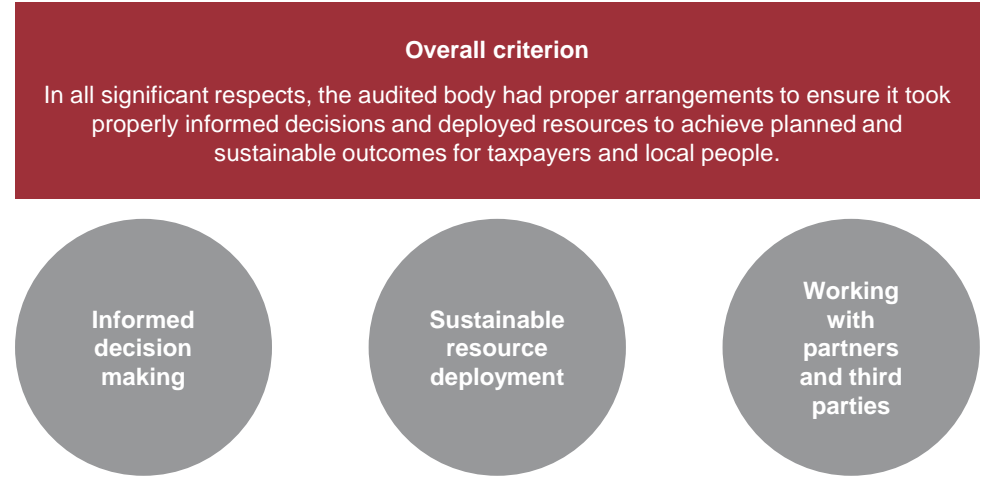 Overall criterion
In all significant respects, the audited body had proper arrangements to ensure it took
properly informed decisions and deployed resources to achieve planned and
sustainable outcomes for taxpayers and local people.
Informed
decision
making
Sustainable
resource
deployment
Working
with
partners
and third
parties